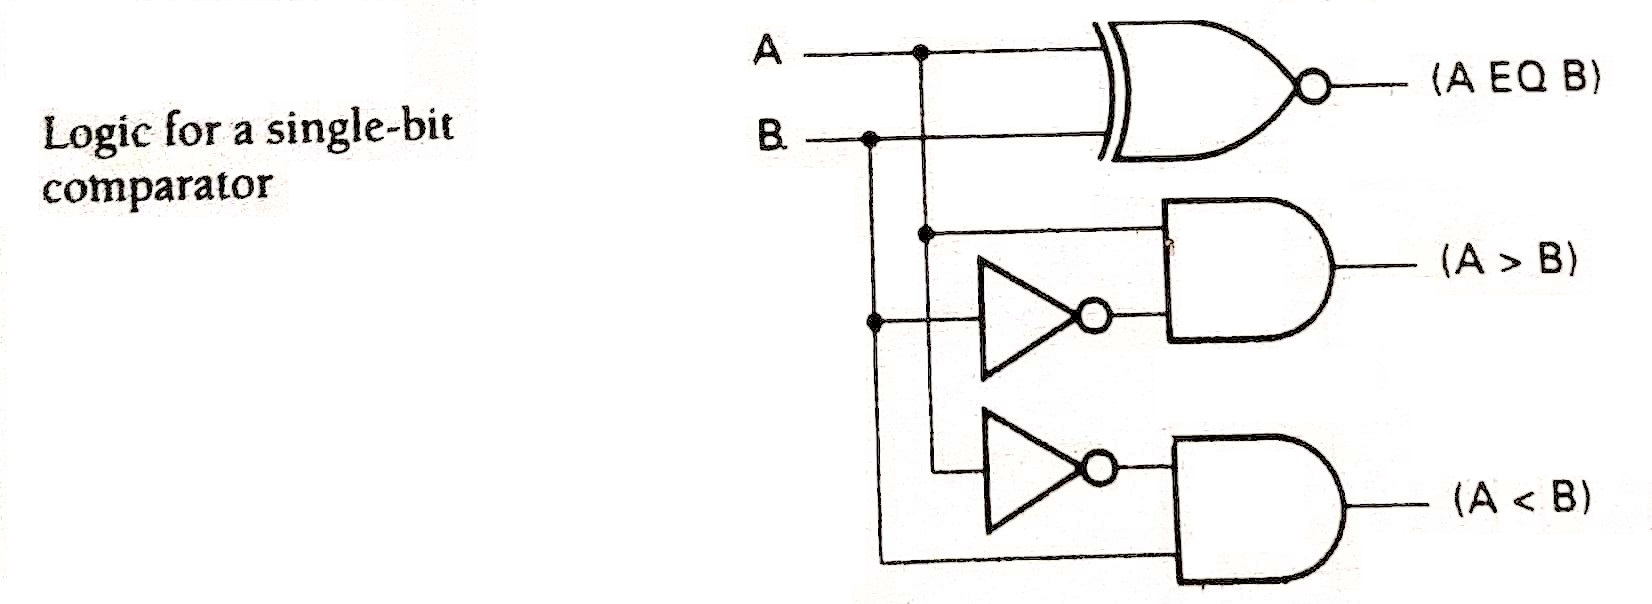 Logic for a single-bit
comparator
A
B
(A EQ B)
(A > B)
(A < B)